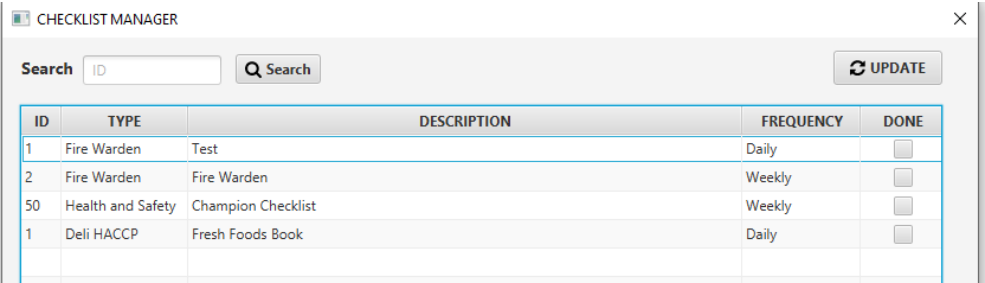 CHECKLIST MANAGER
Search ID Search UPDATE
ID TYPE DESCRIPTION FREQUENCY DONE
1 Fire Warden Test Daily
2 Fire Warden Fire Warden Weekly
50 Health and Safety Champion Checklist Weekly
1 Deli HACCP Fresh Foods Book Daily